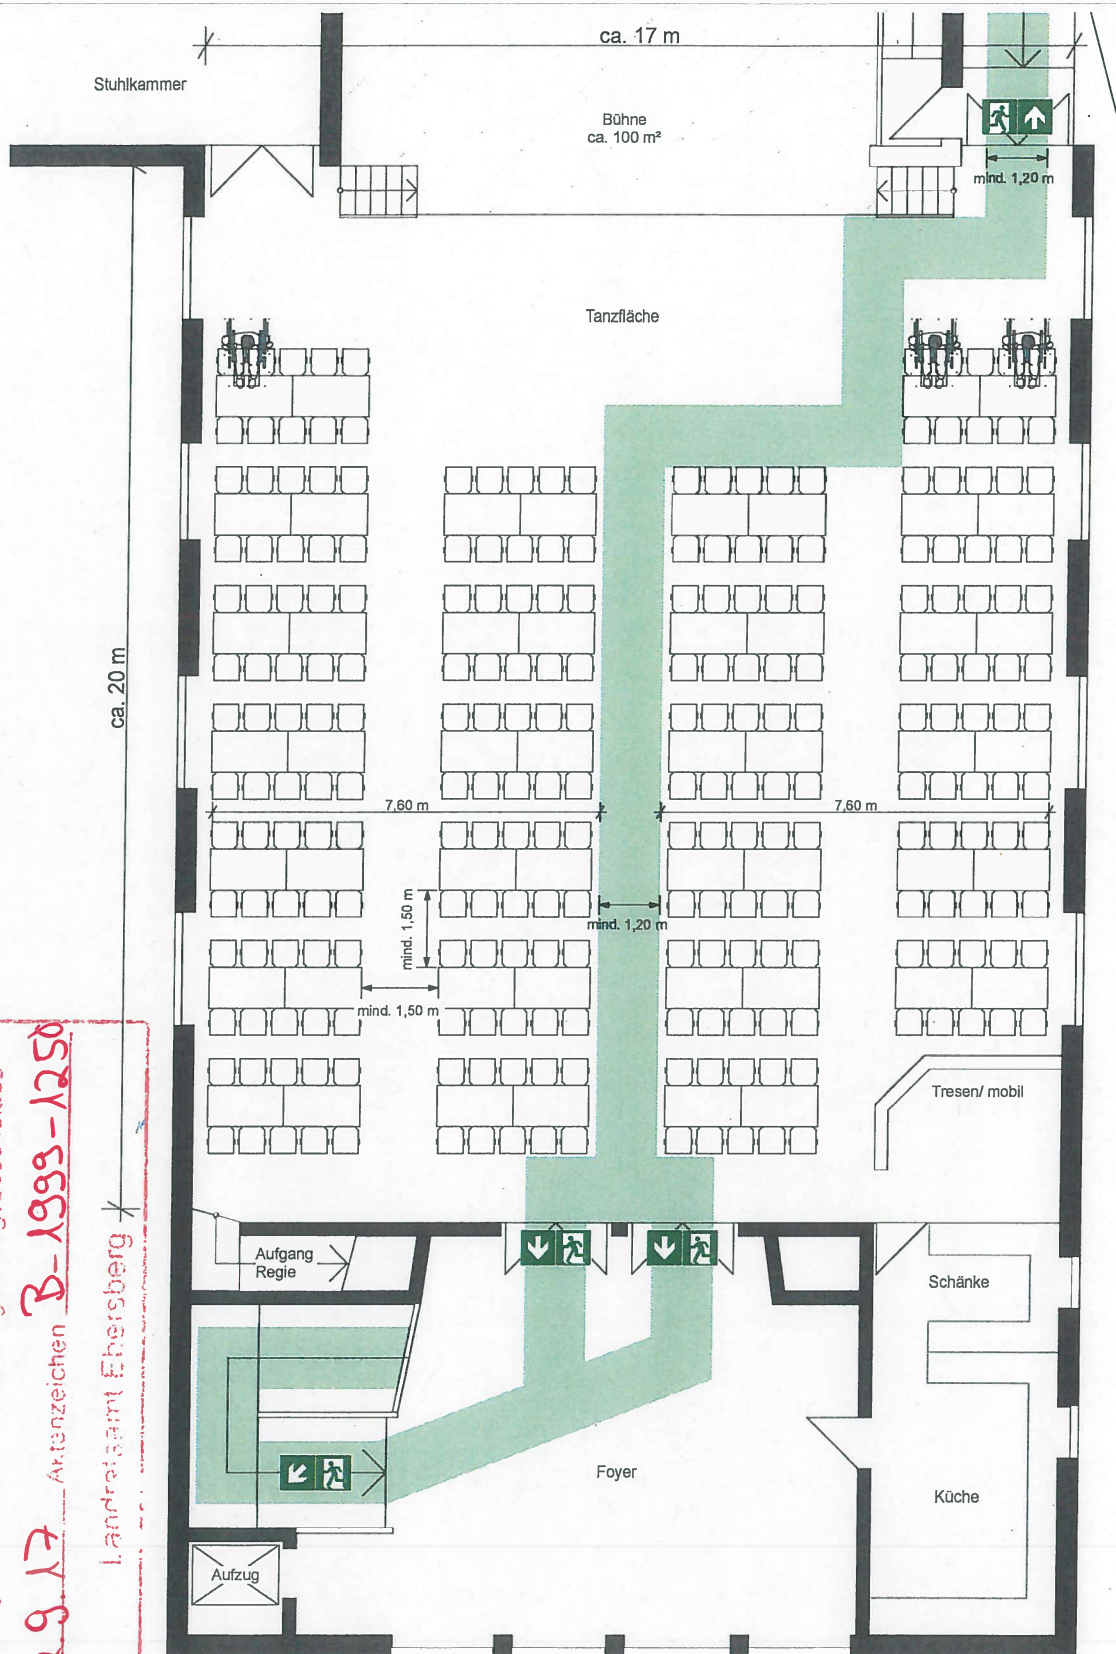 ca. 17 m
Stuhlkammer
Bühne
ca. 100 m²
mind. 1,20 m
Tanzfläche
ca. 20 m
7,60 m
7,60 m
mind. 1,50 m
mind. 1,20 m
mind. 1,50 m
Tresen/ mobil
Aufgang
Regie
Schänke
Foyer
Küche
Aufzug
9.17 Aktenzeichen B-1999-1250
Landratsamt Ebersberg